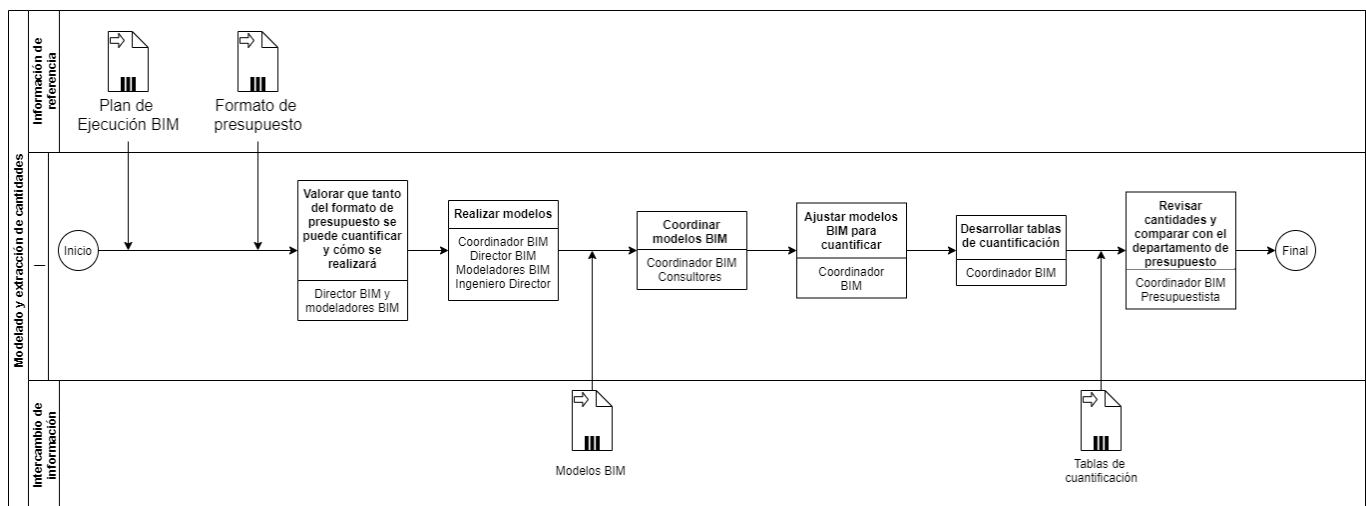 Modelado y extracción de cantidades
Información de
referencia
Plan de
Ejecución BIM
Formato de
presupuesto
Inicio
Valorar que tanto
del formato de
presupuesto se
puede cuantificar
y cómo se
realizará
Director BIM y
modeladores BIM
Realizar modelos
Coordinador BIM
Director BIM
Modeladores BIM
Ingeniero Director
Coordinar
modelos BIM
Coordinador BIM
Consultores
Ajustar modelos
BIM para
cuantificar
Coordinador
BIM
Desarrollar tablas
de cuantificación
Coordinador BIM
Revisar
cantidades y
comparar con el
departamento de
presupuesto
Coordinador BIM
Presupuestista
Final
Intercambio de
información
Modelos BIM
Tablas de
cuantificación